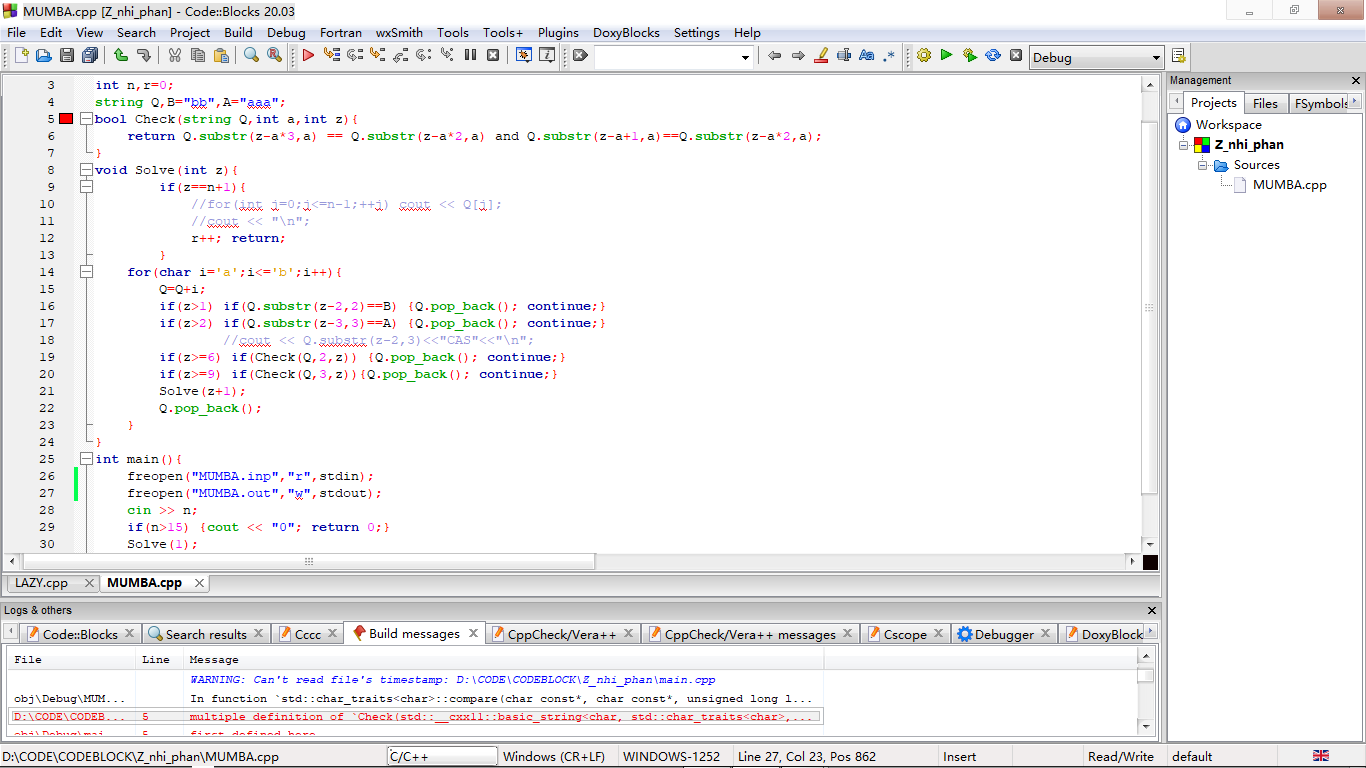 MUMBA.cpp [Z_nhi_phan] - Code::Blocks 20.03
File Edit View Search Project Build Debug Fortran wxSmith Tools Tools+ Plugins DoxyBlocks Settings Help
Debug
3 int n,r=0;
4 string Q,B="bb",A="aaa";
5 bool Check(string Q,int a,int z){
6 return Q.substr(z-a*3,a) == Q.substr(z-a*2,a) and Q.substr(z-a+1,a)==Q.substr(z-a*2,a);
7 }
8 void Solve(int z){
9 if(z==n+1){
10 //for(int j=0;j<=n-1;++j) cout << Q[j];
11 //cout << "\n";
12 r++; return;
13 }
14 for(char i='a';i<='b';i++){
15 Q=Q+i;
16 if(z>1) if(Q.substr(z-2,2)==B) {Q.pop_back(); continue;}
17 if(z>2) if(Q.substr(z-3,3)==A) {Q.pop_back(); continue;}
18 //cout << Q.substr(z-2,3)<<"CAS"<<"\n";
19 if(z>=6) if(Check(Q,2,z)) {Q.pop_back(); continue;}
20 if(z>=9) if(Check(Q,3,z)){Q.pop_back(); continue;}
21 Solve(z+1);
22 Q.pop_back();
23 }
24 }
25 int main(){
26 freopen("MUMBA.inp","r",stdin);
27 freopen("MUMBA.out","w",stdout);
28 cin >> n;
29 if(n>15) {cout << "0"; return 0;}
30 Solve(1);
LAZY.cpp MUMBA.cpp
Management
Projects Files FSymbols
Workspace
Z_nhi_phan
Sources
MUMBA.cpp
Logs & others
Code::Blocks Search results Cccc Build messages CppCheck/Vera++ CppCheck/Vera++ messages Cscope Debugger DoxyBlock
File Line Message
WARNING: Can't read file's timestamp: D:\CODE\CODEBLOCK\Z_nhi_phan\main.cpp
obj\Debug\MUM... In function `std::char_traits<char>::compare(char const*, char const*, unsigned long l...
D:\CODE\CODEB... 5 multiple definition of `Check(std::__cxx11::basic_string<char, std::char_traits<char>,...
obj\Debug\mai... 5 first defined here
D:\CODE\CODEBLOCK\Z_nhi_phan\MUMBA.cpp C/C++ Windows (CR+LF) WINDOWS-1252 Line 27, Col 23, Pos 862 Insert Read/Write default